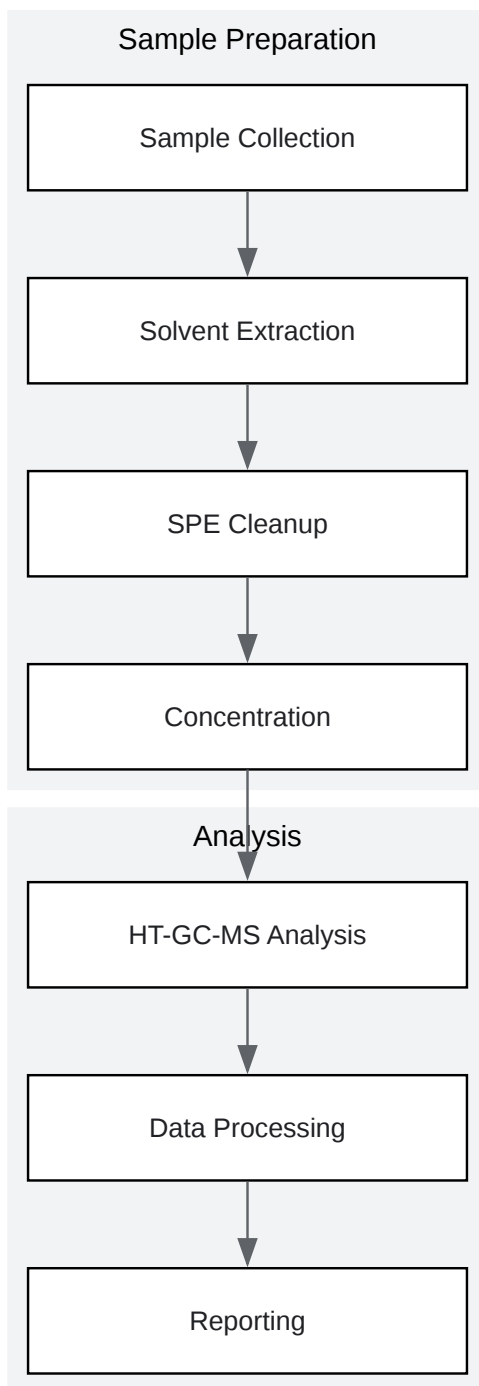 Sample Preparation
Sample Collection
Solvent Extraction
SPE Cleanup
Concentration
Analysis
HT-GC-MS Analysis
Data Processing
Reporting